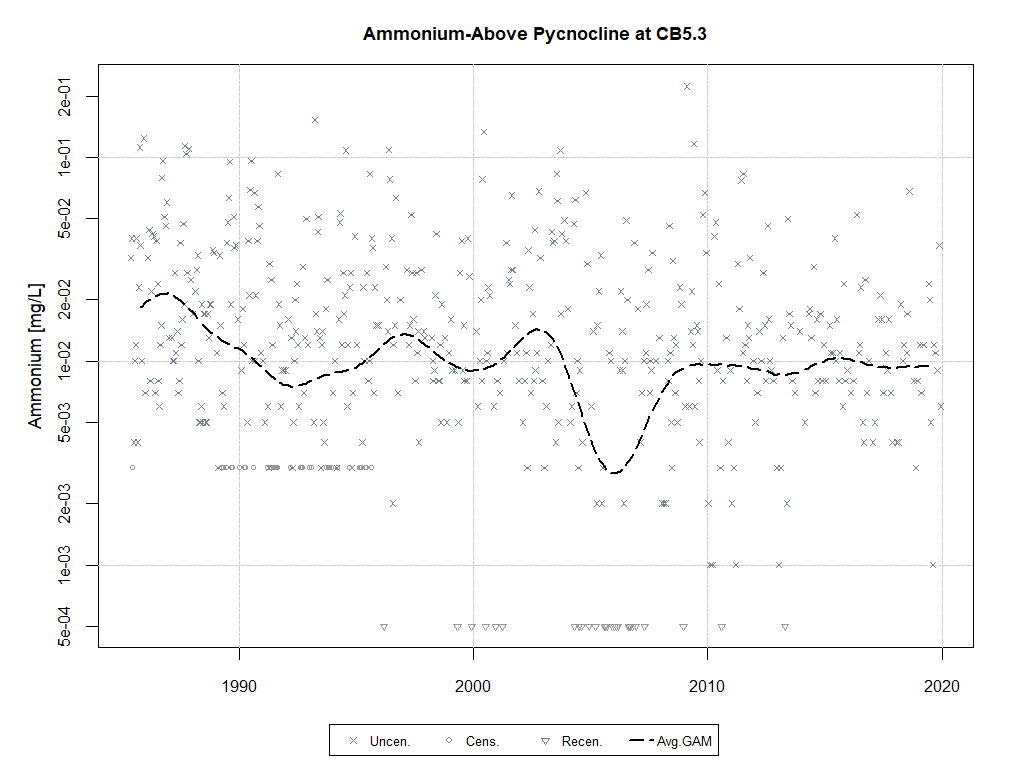 Ammonium-Above Pycnocline at CB5.3
Ammonium [mg/L]
2e-01
1e-01
5e-02
2e-02
1e-02
5e-03
2e-03
1e-03
5e-04
1990 2000 2010 2020
Uncen. Cens. Recen. Avg.GAM